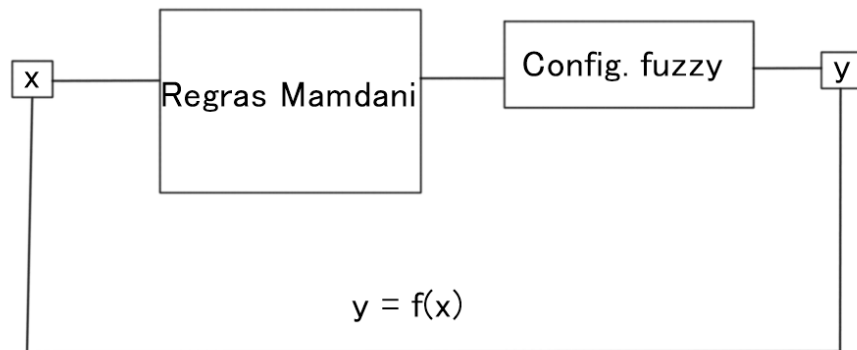 x
Regras Mamdani
Config. fuzzy
y
y = f(x)